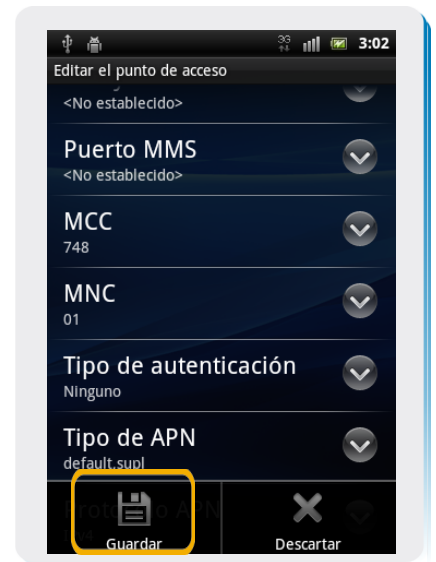 3G
3:02
Editar el punto de acceso
<No establecido>
Puerto MMS
<No establecido>
MCC
748
MNC
01
Tipo de autenticación
Ninguno
Tipo de APN
default.supl
Guardar
Descartar